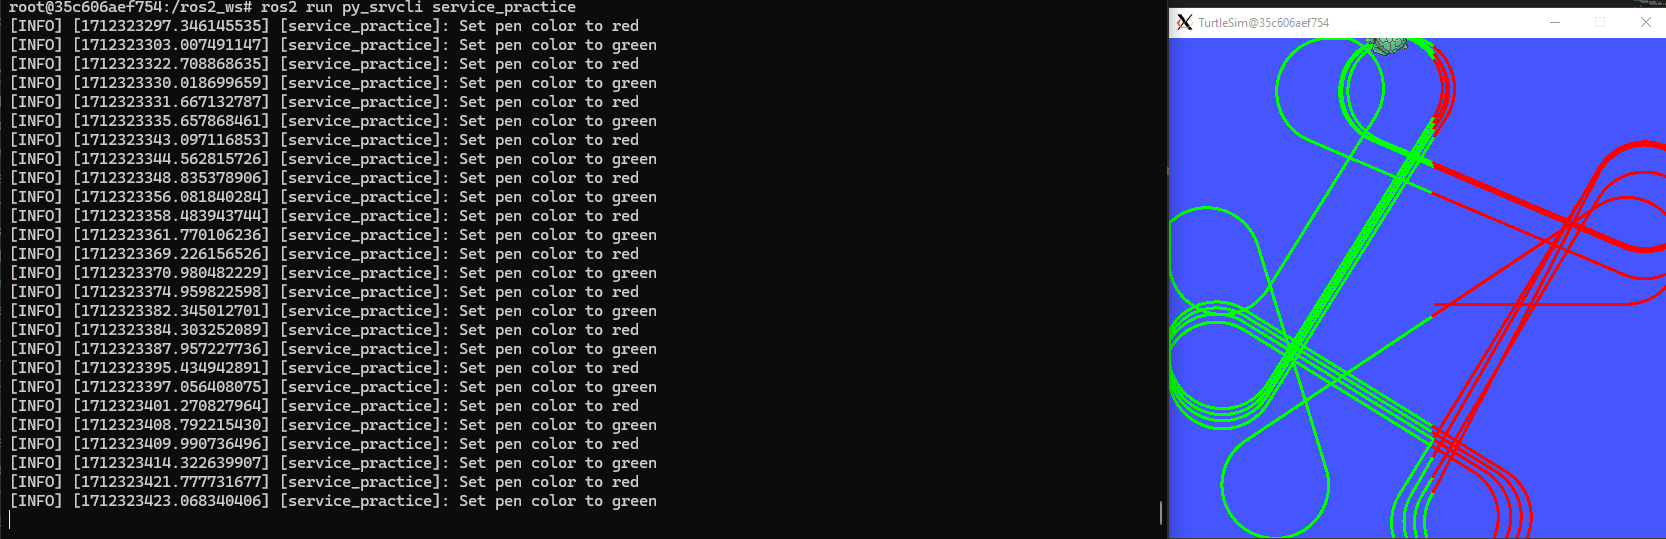 root@35c606aef754:/ros2_ws# ros2 run py_srvcli service_practice
[INFO] [1712323297.346145535] [service_practice]: Set pen color to red
[INFO] [1712323303.007491147] [service_practice]: Set pen color to green
[INFO] [1712323322.708868635] [service_practice]: Set pen color to red
[INFO] [1712323330.018699659] [service_practice]: Set pen color to green
[INFO] [1712323331.667132787] [service_practice]: Set pen color to red
[INFO] [1712323335.657868461] [service_practice]: Set pen color to green
[INFO] [1712323343.097116853] [service_practice]: Set pen color to red
[INFO] [1712323344.562815726] [service_practice]: Set pen color to green
[INFO] [1712323348.835378906] [service_practice]: Set pen color to red
[INFO] [1712323356.081840284] [service_practice]: Set pen color to green
[INFO] [1712323358.483943744] [service_practice]: Set pen color to red
[INFO] [1712323361.770106236] [service_practice]: Set pen color to green
[INFO] [1712323369.226156526] [service_practice]: Set pen color to red
[INFO] [1712323370.980482229] [service_practice]: Set pen color to green
[INFO] [1712323374.959822598] [service_practice]: Set pen color to red
[INFO] [1712323382.345012701] [service_practice]: Set pen color to green
[INFO] [1712323384.303252089] [service_practice]: Set pen color to red
[INFO] [1712323387.957227736] [service_practice]: Set pen color to green
[INFO] [1712323395.434942891] [service_practice]: Set pen color to red
[INFO] [1712323397.056408075] [service_practice]: Set pen color to green
[INFO] [1712323401.270827964] [service_practice]: Set pen color to red
[INFO] [1712323408.792215430] [service_practice]: Set pen color to green
[INFO] [1712323409.990736496] [service_practice]: Set pen color to red
[INFO] [1712323414.322639907] [service_practice]: Set pen color to green
[INFO] [1712323421.777731677] [service_practice]: Set pen color to red
[INFO] [1712323423.068340406] [service_practice]: Set pen color to green
TurtleSim@35c606aef754